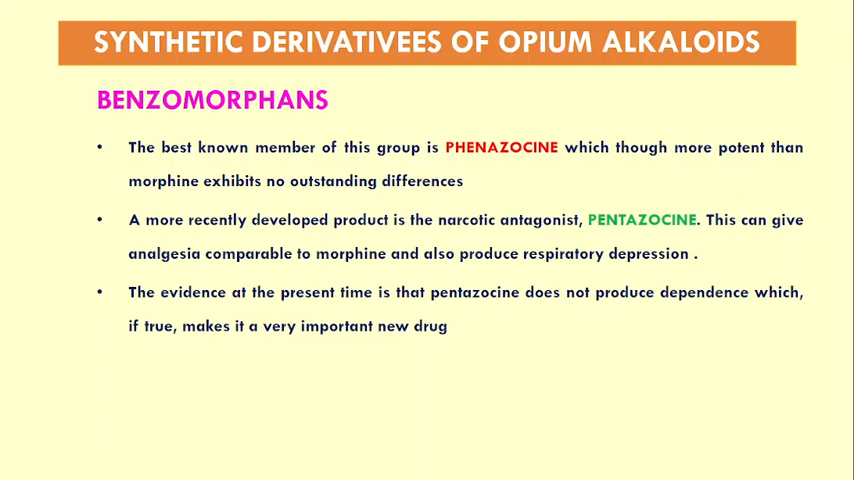 SYNTHETIC DERIVATIVEES OF OPIUM ALKALOIDS
BENZOMORPHANS
• The best known member of this group is PHENAZOCINE which though more potent than
morphine exhibits no outstanding differences
• A more recently developed product is the narcotic antagonist, PENTAZOCINE. This can give
analgesia comparable to morphine and also produce respiratory depression .
• The evidence at the present time is that pentazocine does not produce dependence which,
if true, makes it a very important new drug